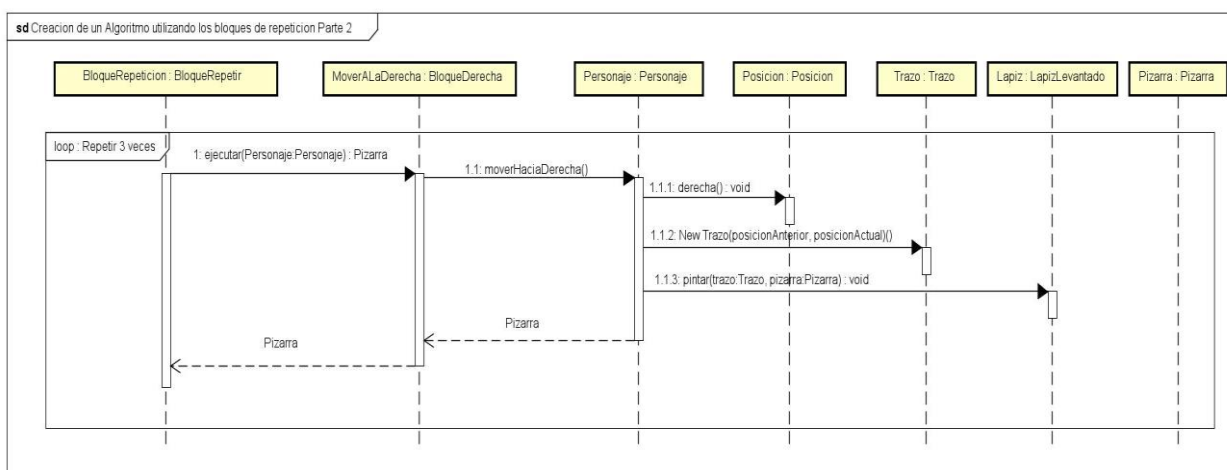 sd Creacion de un Algoritmo utilizando los bloques de repeticion Parte 2
BloqueRepeticion : BloqueRepetir
MoverALaDerecha : BloqueDerecha
Personaje : Personaje
Posicion : Posicion
Trazo : Trazo
Lapiz : LapizLevantado
Pizarra : Pizarra
loop : Repetir 3 veces
1: ejecutar(Personaje:Personaje) : Pizarra
1.1: moverHaciaDerecha()
1.1.1: derecha() : void
1.1.2: New Trazo(posicionAnterior, posicionActual)()
1.1.3: pintar(trazo:Trazo, pizarra:Pizarra) : void
Pizarra
Pizarra